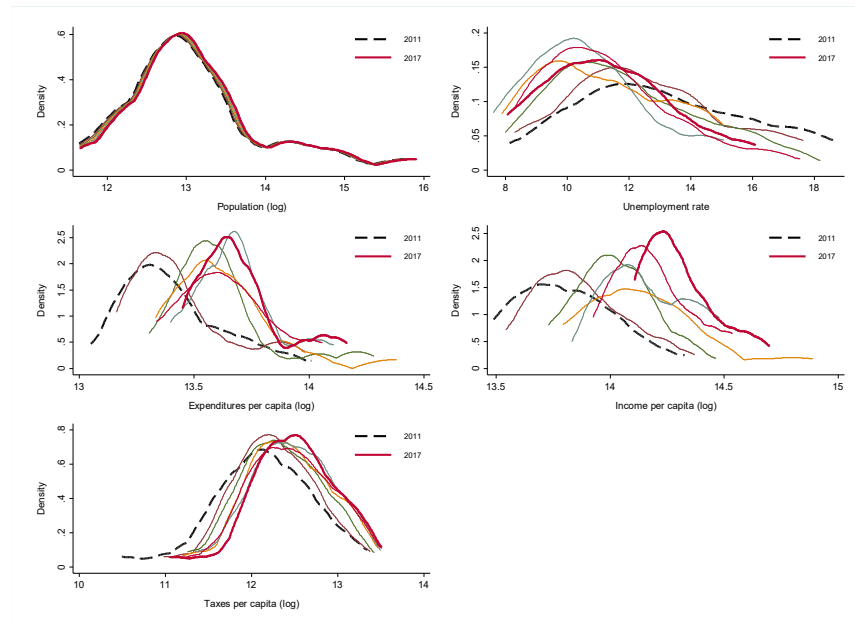 Density
0 .2 .4 .6
12 13 14 15 16
Population (log)
2011
2017
Density
0 .05 .1 .15 .2
8 10 12 14 16 18
Unemployment rate
2011
2017
Density
0 .5 1 1.5 2 2.5
13 13.5 14 14.5
Expenditures per capita (log)
2011
2017
Density
0 .5 1 1.5 2 2.5
13.5 14 14.5 15
Income per capita (log)
2011
2017
Density
0 .2 .4 .6 .8
10 11 12 13 14
Taxes per capita (log)
2011
2017